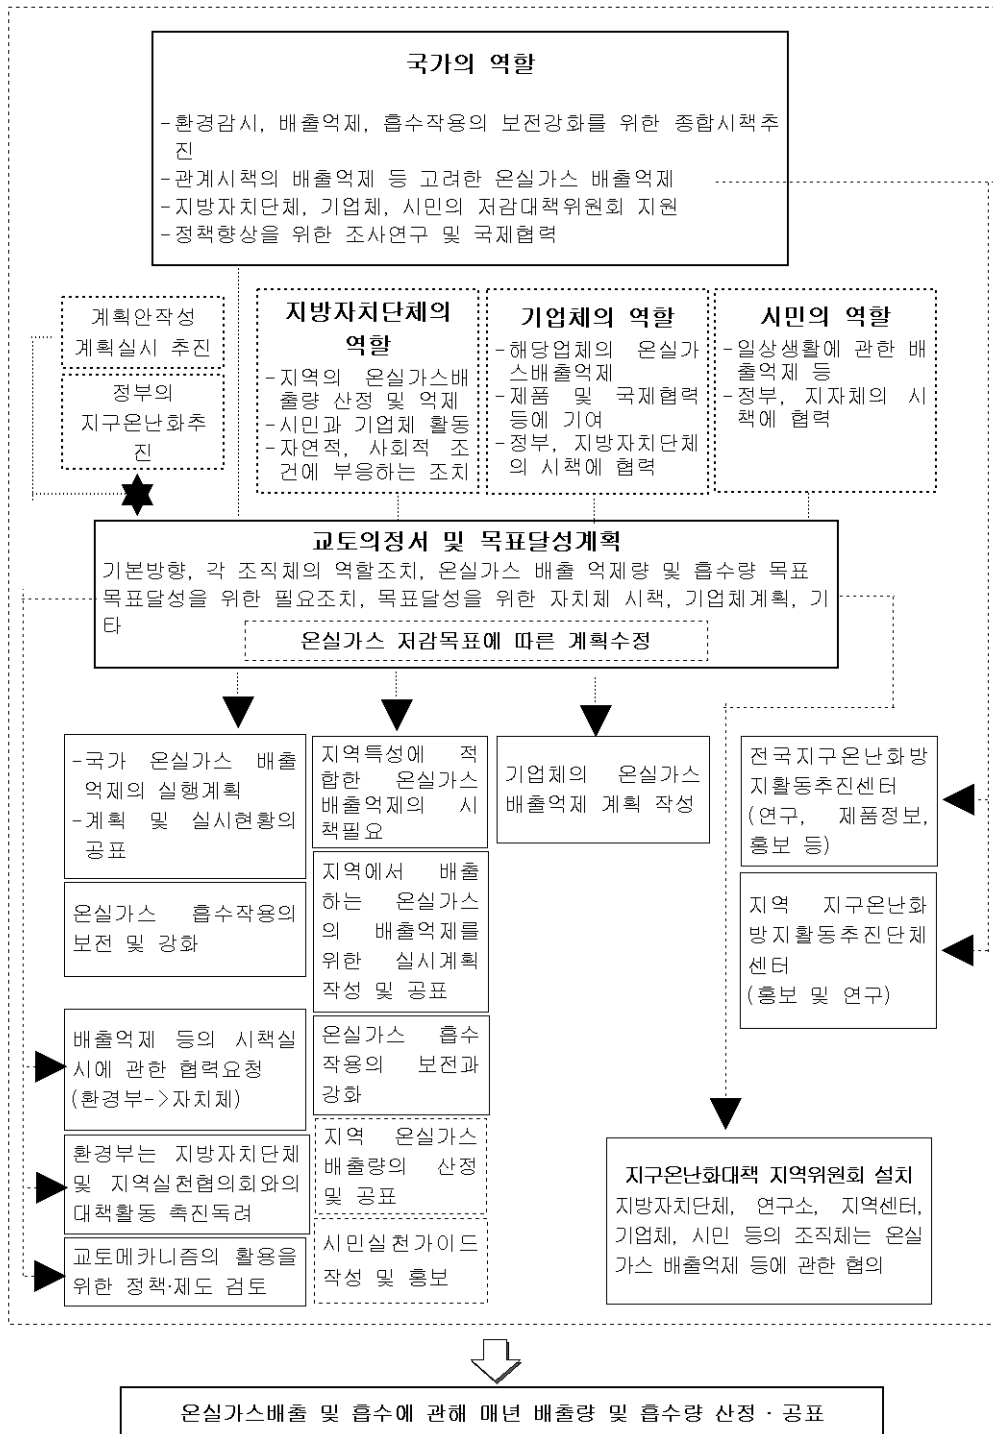 국가의 역할
-환경감시, 배출억제, 흡수작용의 보전강화를 위한 종합시책추
진
-관계시책의 배출억제 등 고려한 온실가스 배출억제
-지방자치단체, 기업체, 시민의 저감대책위원회 지원
-정책향상을 위한 조사연구 및 국제협력
계획안작성
계획실시 추진
정부의
지구온난화추
진
지방자치단체의
역할
-지역의 온실가스배
출량 산정 및 억제
-시민과 기업체 활동
-자연적, 사회적 조
건에 부응하는 조치
기업체의 역할
-해당업체의 온실가
스배출억제
-제품 및 국제협력
등에 기여
-정부, 지방자치단체
의 시책에 협력
시민의 역할
-일상생활에 관한 배
출억제 등
-정부, 지자체의 시
책에 협력
교토의정서 및 목표달성계획
기본방향, 각 조직체의 역할조치, 온실가스 배출 억제량 및 흡수량 목표
목표달성을 위한 필요조치, 목표달성을 위한 자치체 시책, 기업체계획, 기
타
온실가스 저감목표에 따른 계획수정
-국가 온실가스 배출
억제의 실행계획
-계획 및 실시현황의
공표
온실가스 흡수작용의
보전 및 강화
배출억제 등의 시책실
시에 관한 협력요청
(환경부->자치체)
환경부는 지방자치단체
및 지역실천협의회와의
대책활동 촉진독려
교토메카니즘의 활용을
위한 정책·제도 검토
지역특성에 적
합한 온실가스
배출억제의 시
책필요
지역에서 배출
하는 온실가스
의 배출억제를
위한 실시계획
작성 및 공표
온실가스 흡수
작용의 보전과
강화
지역 온실가스
배출량의 산정
및 공표
시민실천가이드
작성 및 홍보
기업체의 온실가스
배출억제 계획 작성
전국지구온난화방
지활동추진센터
(연구, 제품정보,
홍보 등)
지역 지구온난화
방지활동추진단체
센터
(홍보 및 연구)
지구온난화대책 지역위원회 설치
지방자치단체, 연구소, 지역센터,
기업체, 시민 등의 조직체는 온실
가스 배출억제 등에 관한 협의
온실가스배출 및 흡수에 관해 매년 배출량 및 흡수량 산정 · 공표